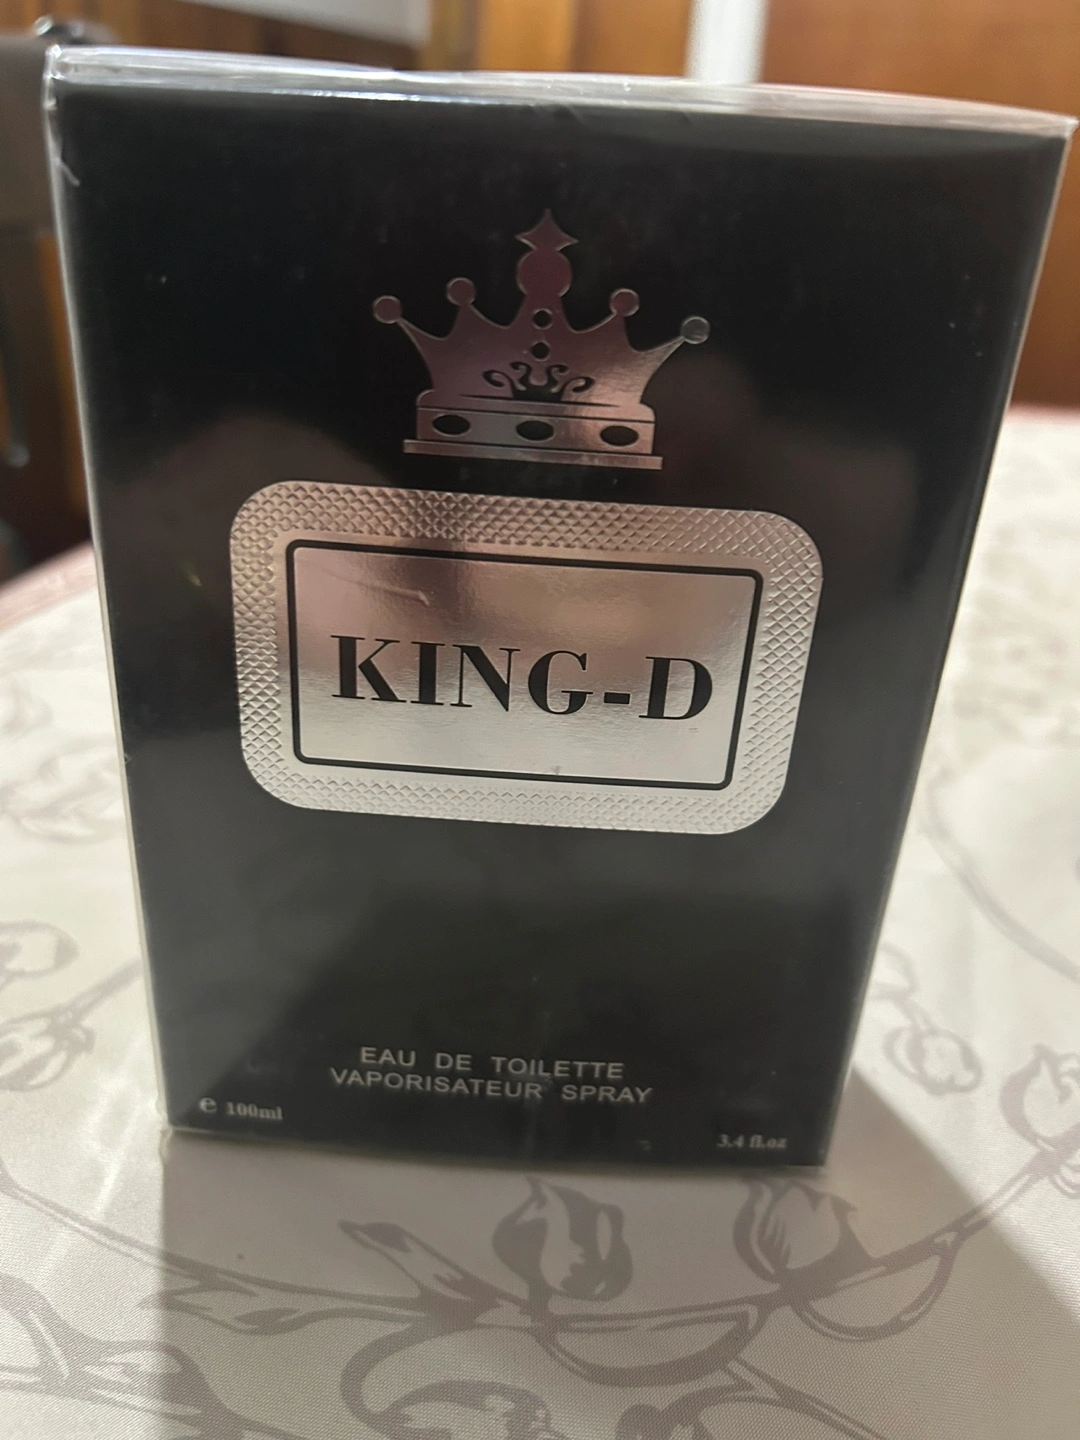 KING-D
EAU DE TOILETTE
VAPORISATEUR SPRAY
e 100ml
3.4 fl.oz